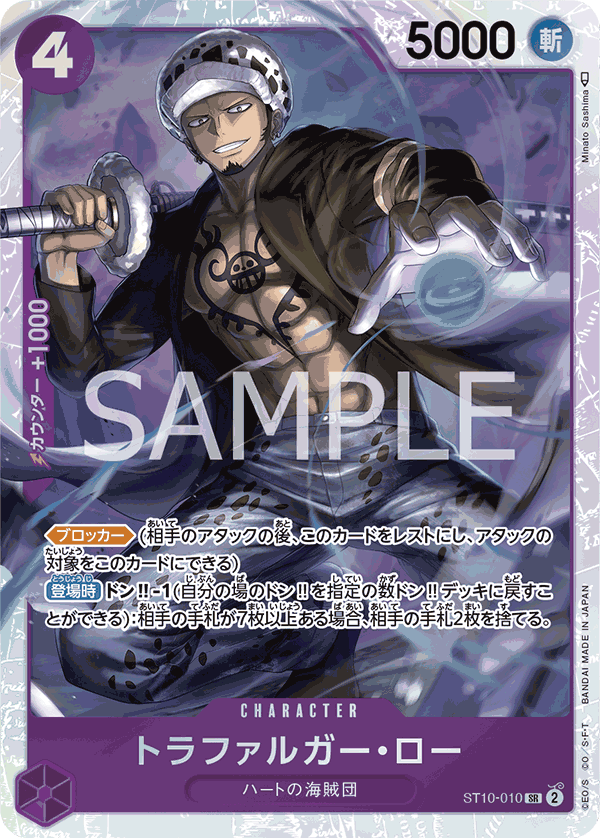 4
5000
斬
Minato Sashima
カウンター +1000
SAMPLE
ブロッカー (相手のアタックの後、このカードをレストにし、アタックの
対象をこのカードにできる)
登場時 ドン!!-1(自分の場のドン!!を指定の数ドン!!デッキに戻すこ
とができる):相手の手札が7枚以上ある場合、相手の手札2枚を捨てる。
CHARACTER
トラファルガー・ロー
ハートの海賊団
ST10-010 SR 2
©E.O/S. ©O/S・F・T BANDAI MADE IN JAPAN